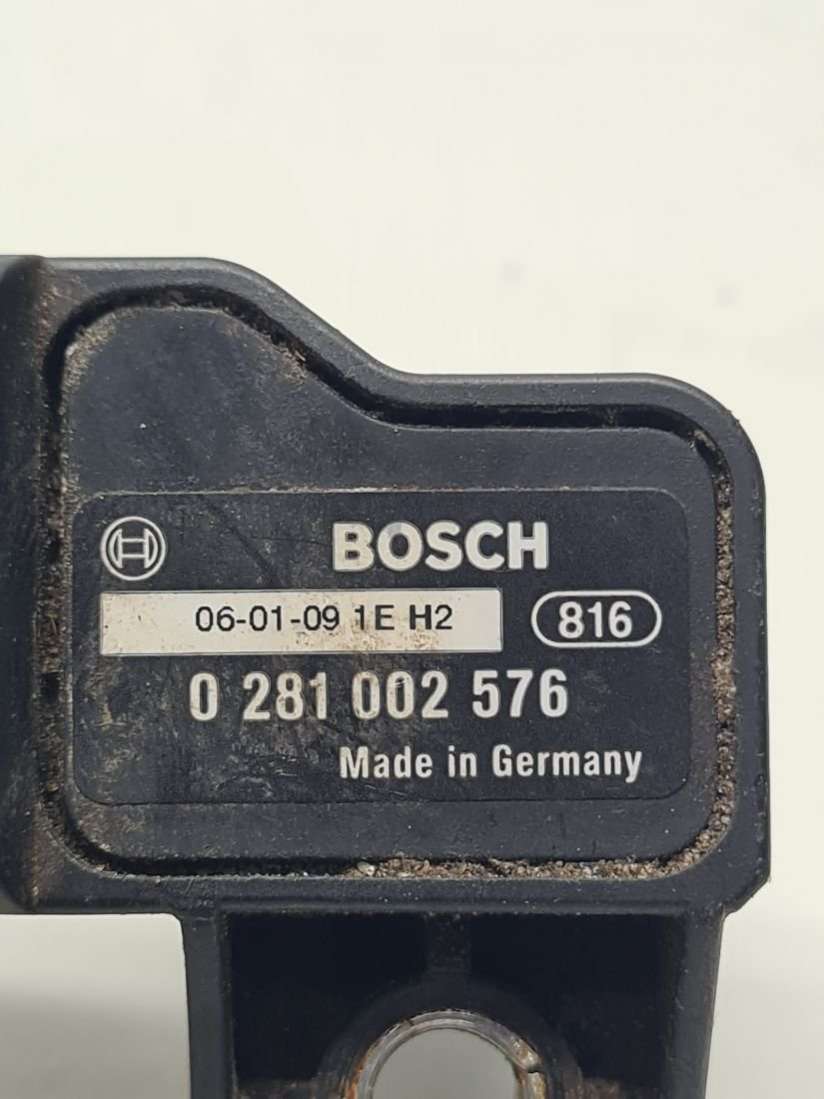 BOSCH
06-01-09 1E H2
816
0 281 002 576
Made in Germany